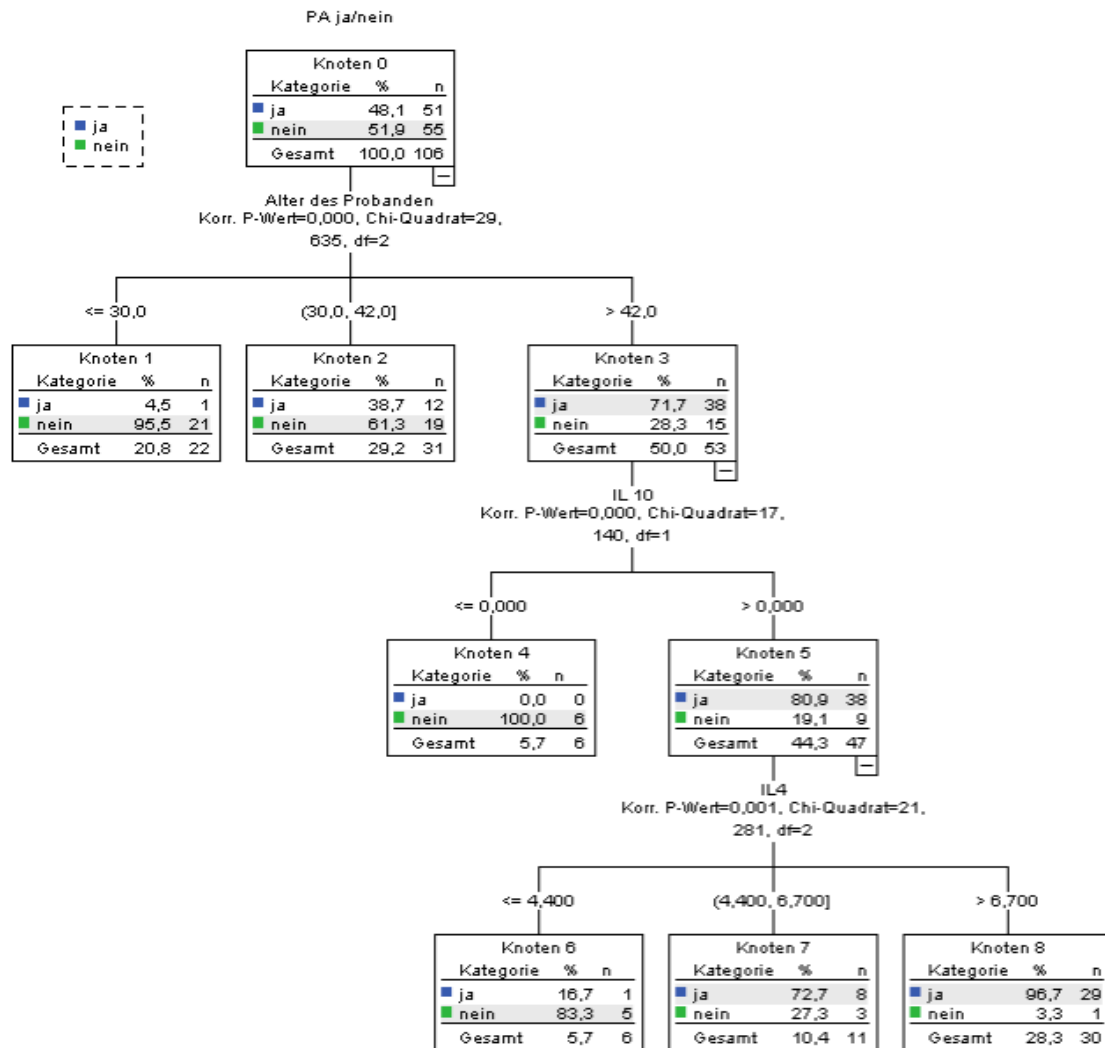 PA ja/nein
ja
nein
Knoten 0
Kategorie % n
ja 48,1 51
nein 51,9 55
Gesamt 100,0 106
Alter des Probanden
Korr. P-Wert=0,000, Chi-Quadrat=29,
635, df=2
<= 30,0
(30,0, 42,0]
> 42,0
Knoten 1
Kategorie % n
ja 4,5 1
nein 95,5 21
Gesamt 20,8 22
Knoten 2
Kategorie % n
ja 38,7 12
nein 61,3 19
Gesamt 29,2 31
Knoten 3
Kategorie % n
ja 71,7 38
nein 28,3 15
Gesamt 50,0 53
IL 10
Korr. P-Wert=0,000, Chi-Quadrat=17,
140, df=1
<= 0,000
> 0,000
Knoten 4
Kategorie % n
ja 0,0 0
nein 100,0 6
Gesamt 5,7 6
Knoten 5
Kategorie % n
ja 80,9 38
nein 19,1 9
Gesamt 44,3 47
IL4
Korr. P-Wert=0,001, Chi-Quadrat=21,
281, df=2
<= 4,400
(4,400, 6,700]
> 6,700
Knoten 6
Kategorie % n
ja 16,7 1
nein 83,3 5
Gesamt 5,7 6
Knoten 7
Kategorie % n
ja 72,7 8
nein 27,3 3
Gesamt 10,4 11
Knoten 8
Kategorie % n
ja 96,7 29
nein 3,3 1
Gesamt 28,3 30